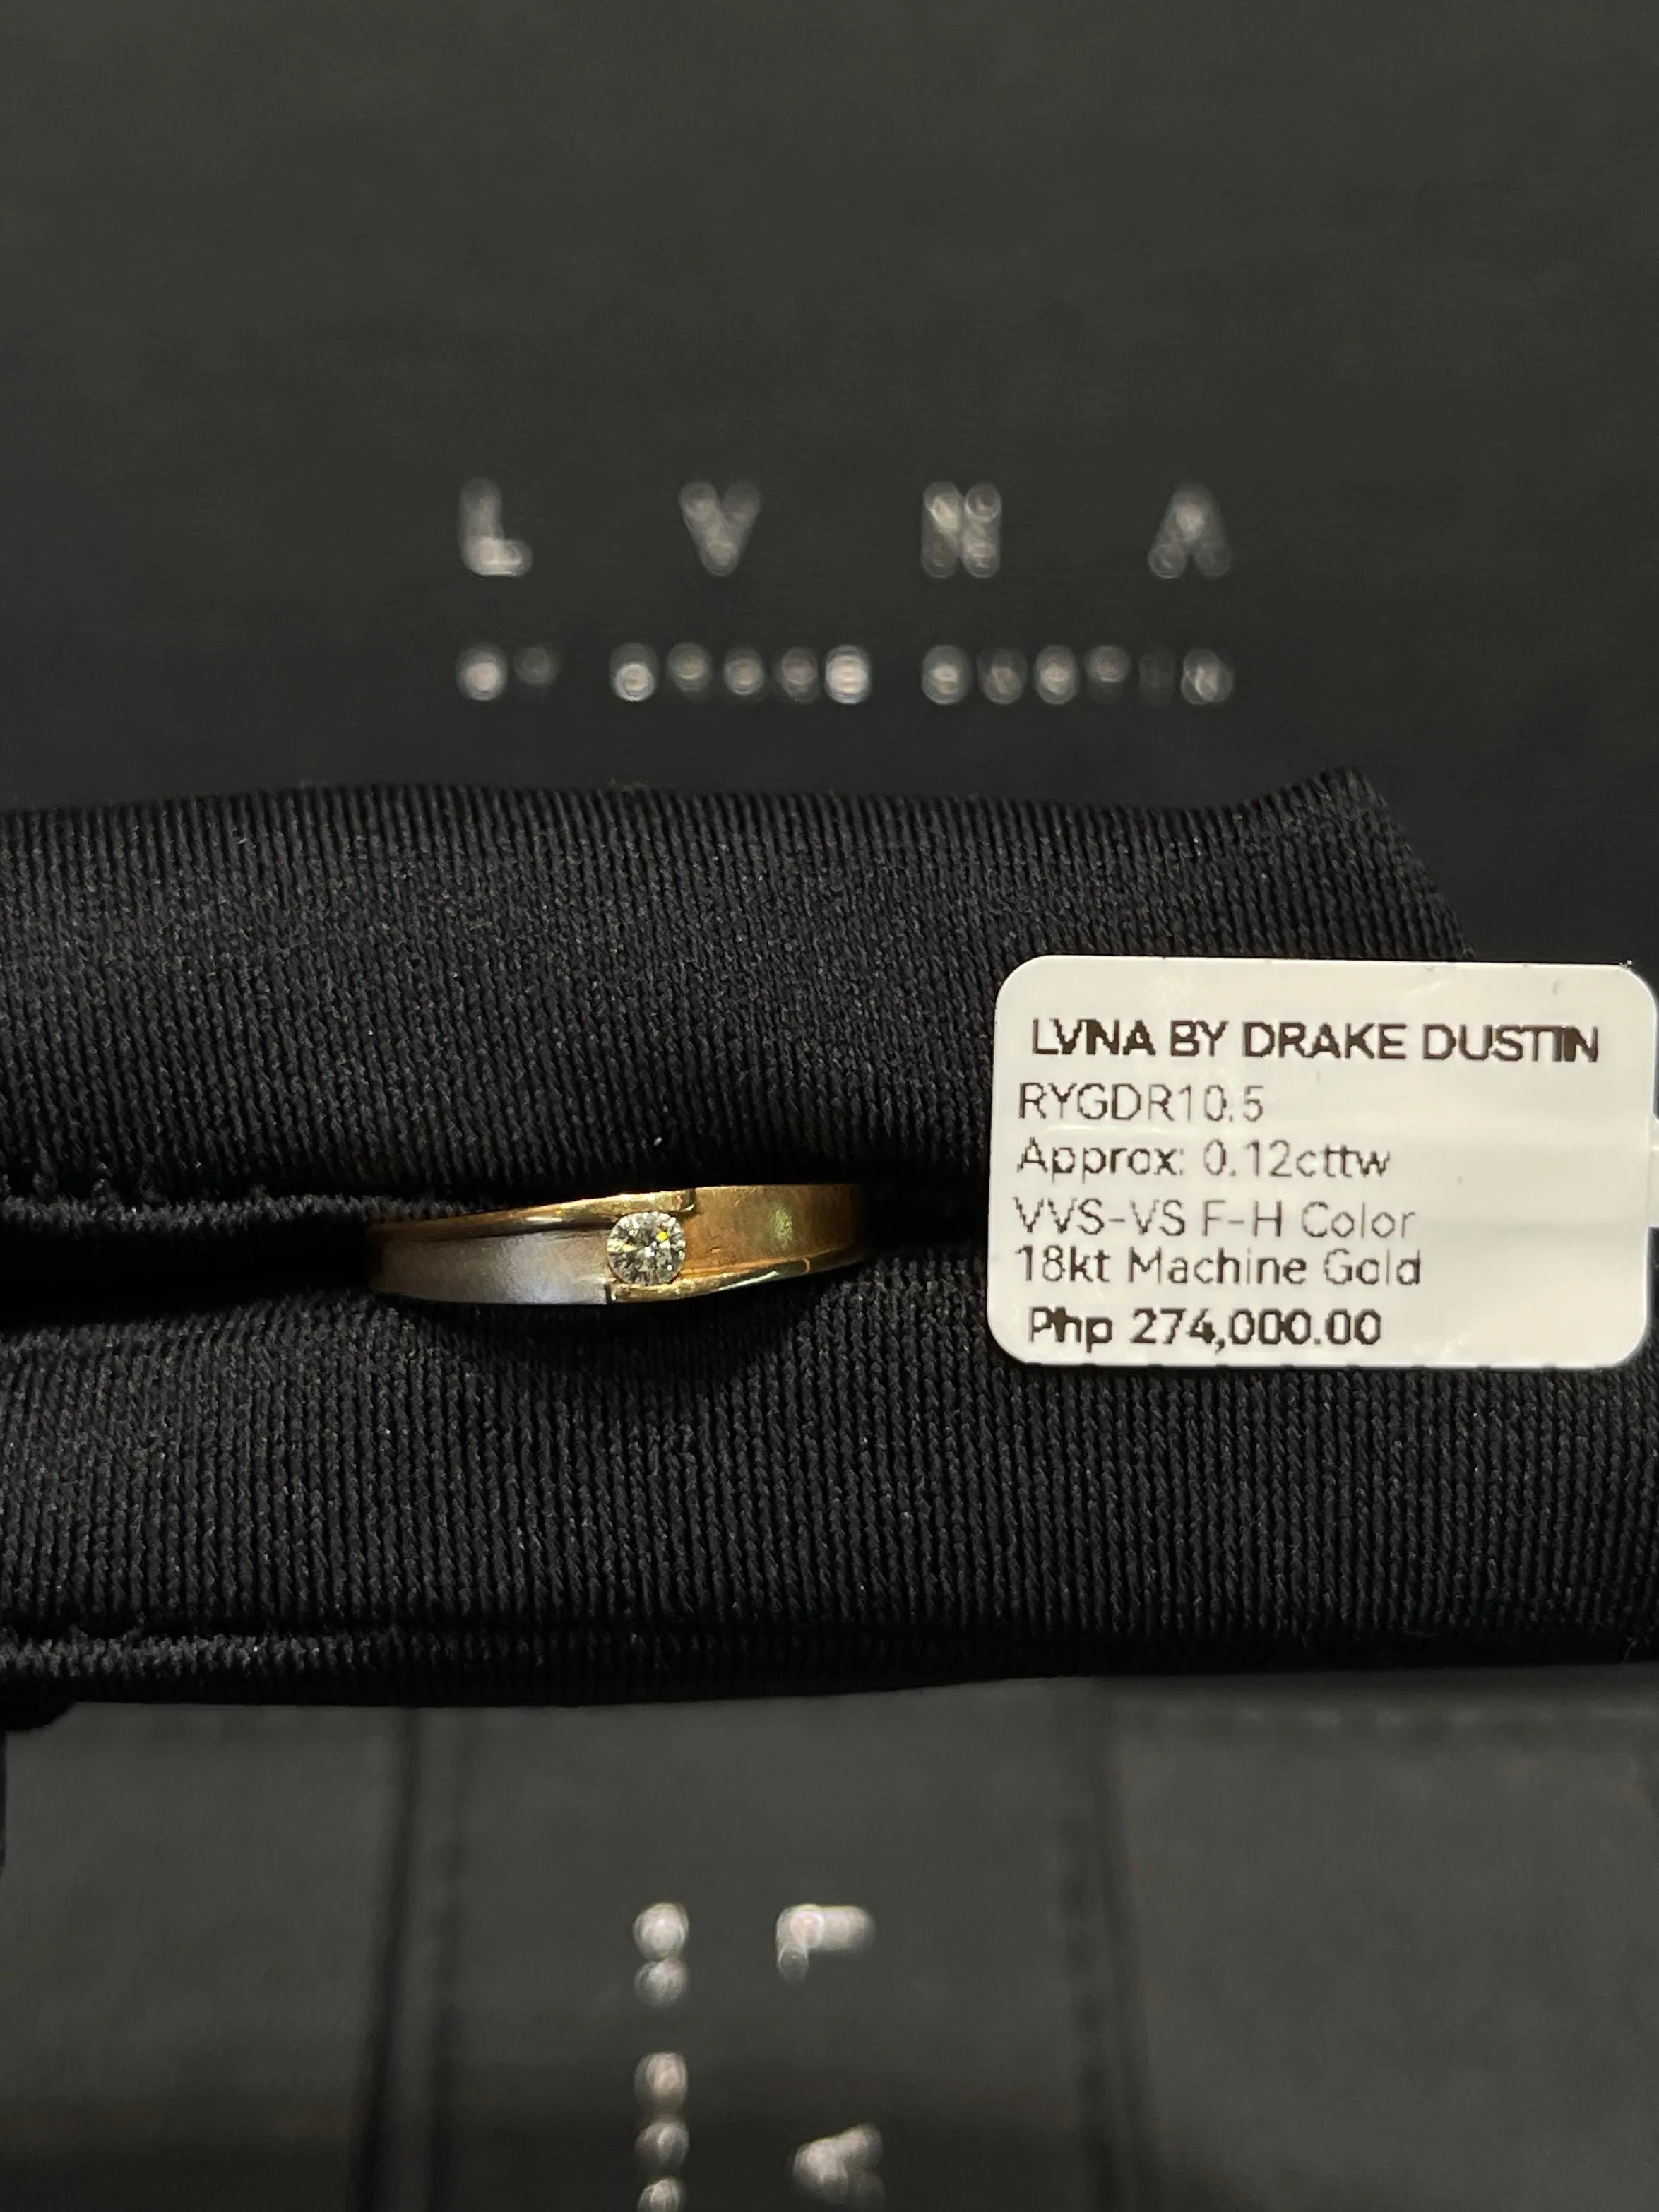 L V N A
LVNA BY DRAKE DUSTIN
RYGDR10.5
Approx: 0.12cttw
VVS-VS F-H Color
18kt Machine Gold
Php 274,000.00